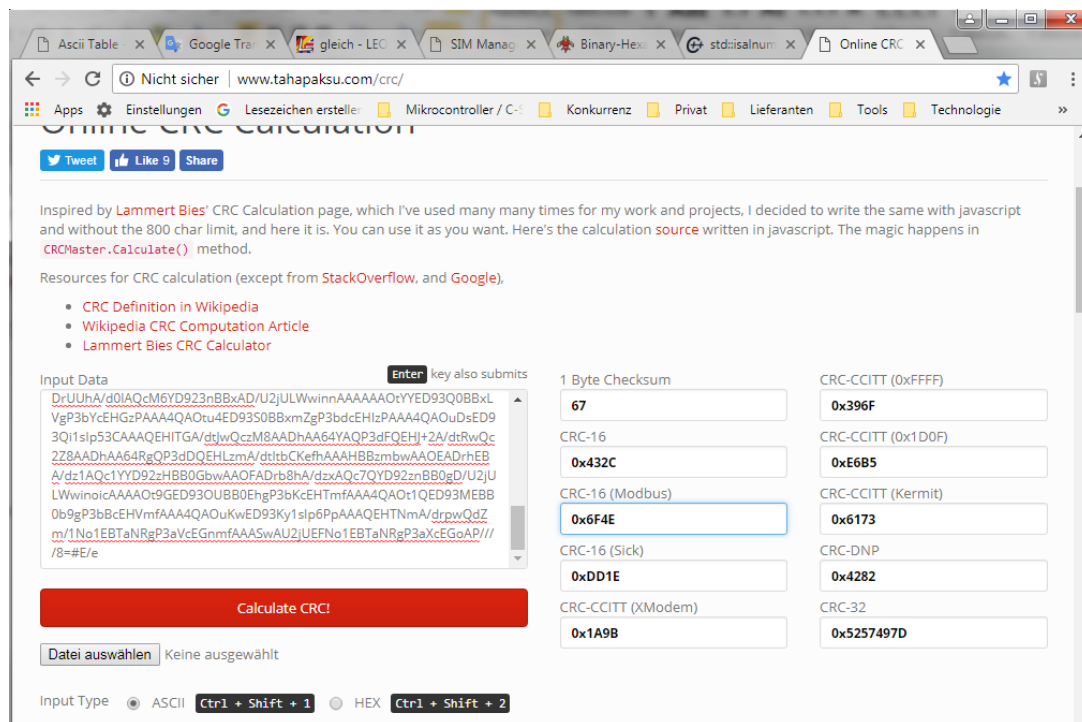 Ascii Table
Google Tra
gleich - LEO
SIM Manag
Binary-Hexa
std::isalnum
Online CRC
Nicht sicher | www.tahapaksu.com/crc/
Apps Einstellungen Lesezeichen erstelle Mikrocontroller / C-S Konkurrenz Privat Lieferanten Tools Technologie »
Online CRC Calculation
Tweet Like 9 Share
Inspired by Lammert Bies' CRC Calculation page, which I've used many many times for my work and projects, I decided to write the same with javascript
and without the 800 char limit, and here it is. You can use it as you want. Here's the calculation source written in javascript. The magic happens in
CRCMaster.Calculate() method.
Resources for CRC calculation (except from StackOverflow, and Google),
CRC Definition in Wikipedia
Wikipedia CRC Computation Article
Lammert Bies CRC Calculator
Input Data
Enter key also submits
DrUUhA/d0IAQcM6YD923nBBxAD/U2jULWwinnAAAAAAOtYYED93Q0BBxL
VgP3bYcEHGzPAAA4QAOtu4ED93S0BBxmZgP3bdcEHIzPAAA4QAOuDsED9
3Qi1sIp53CAAAQEHITGA/dtJwQczM8AADhAA64YAQP3dFQEHJ+2A/dtRwQc
2Z8AADhAA64RgQP3dDQEHLzmA/dtltbCKefhAAAHBBzmbwAAOEADrhEB
A/dz1AQc1YYD92zHBB0GbwAAOFADrb8hA/dzxAQc7QYD92znBB0gD/U2jU
LWwinoicAAAAOt9GED93OUBB0EhgP3bKcEHTmfAAA4QAOt1QED93MEBB
0b9gP3bBcEHVmfAAA4QAOuKwED93Ky1sIp6PpAAAQEHTNmA/drpwQdZ
m/1No1EBTaNRgP3aVcEGnmfAAASwAU2jUEFNo1EBTaNRgP3aXcEGoAP///
/8=#E/e
Calculate CRC!
Datei auswählen Keine ausgewählt
Input Type ASCII Ctrl + Shift + 1 HEX Ctrl + Shift + 2
1 Byte Checksum
67
CRC-16
0x432C
CRC-16 (Modbus)
0x6F4E
CRC-16 (Sick)
0xDD1E
CRC-CCITT (XModem)
0x1A9B
CRC-CCITT (0xFFFF)
0x396F
CRC-CCITT (0x1D0F)
0xE6B5
CRC-CCITT (Kermit)
0x6173
CRC-DNP
0x4282
CRC-32
0x5257497D